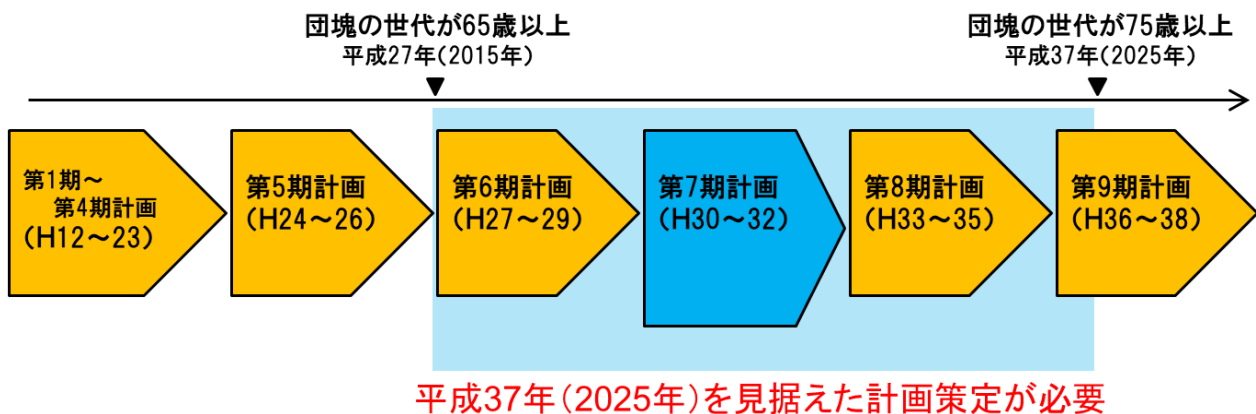 団塊の世代が65歳以上
平成27年(2015年)
団塊の世代が75歳以上
平成37年(2025年)
第1期～
第4期計画
(H12～23)
第5期計画
(H24～26)
第6期計画
(H27～29)
第7期計画
(H30～32)
第8期計画
(H33～35)
第9期計画
(H36～38)
平成37年(2025年)を見据えた計画策定が必要